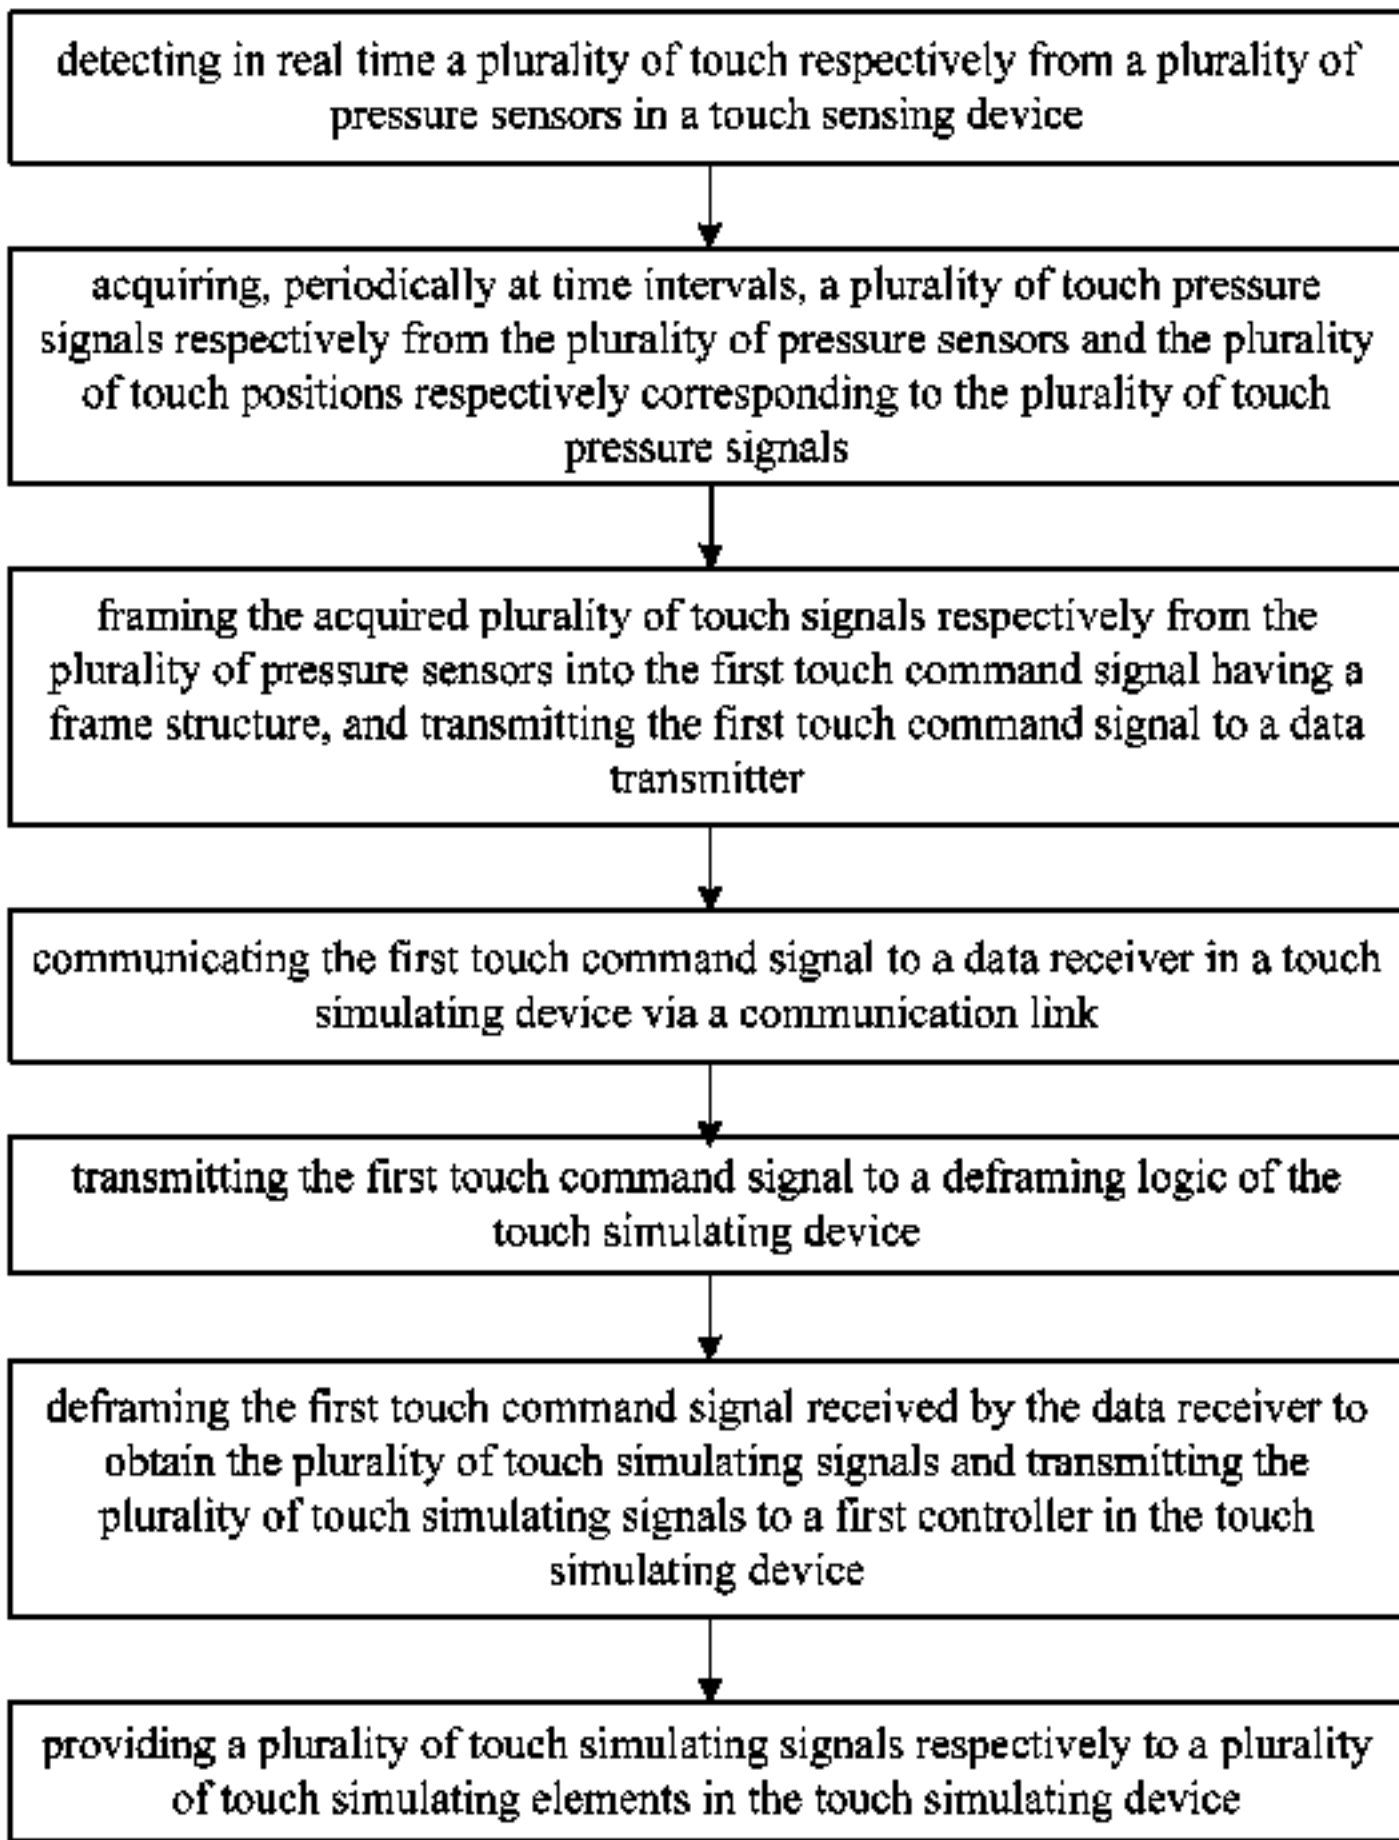 detecting in real time a plurality of touch respectively from a plurality of
pressure sensors in a touch sensing device
acquiring, periodically at time intervals, a plurality of touch pressure
signals respectively from the plurality of pressure sensors and the plurality
of touch positions respectively corresponding to the plurality of touch
pressure signals
framing the acquired plurality of touch signals respectively from the
plurality of pressure sensors into the first touch command signal having a
frame structure, and transmitting the first touch command signal to a data
transmitter
communicating the first touch command signal to a data receiver in a touch
simulating device via a communication link
transmitting the first touch command signal to a deframing logic of the
touch simulating device
deframing the first touch command signal received by the data receiver to
obtain the plurality of touch simulating signals and transmitting the
plurality of touch simulating signals to a first controller in the touch
simulating device
providing a plurality of touch simulating signals respectively to a plurality
of touch simulating elements in the touch simulating device